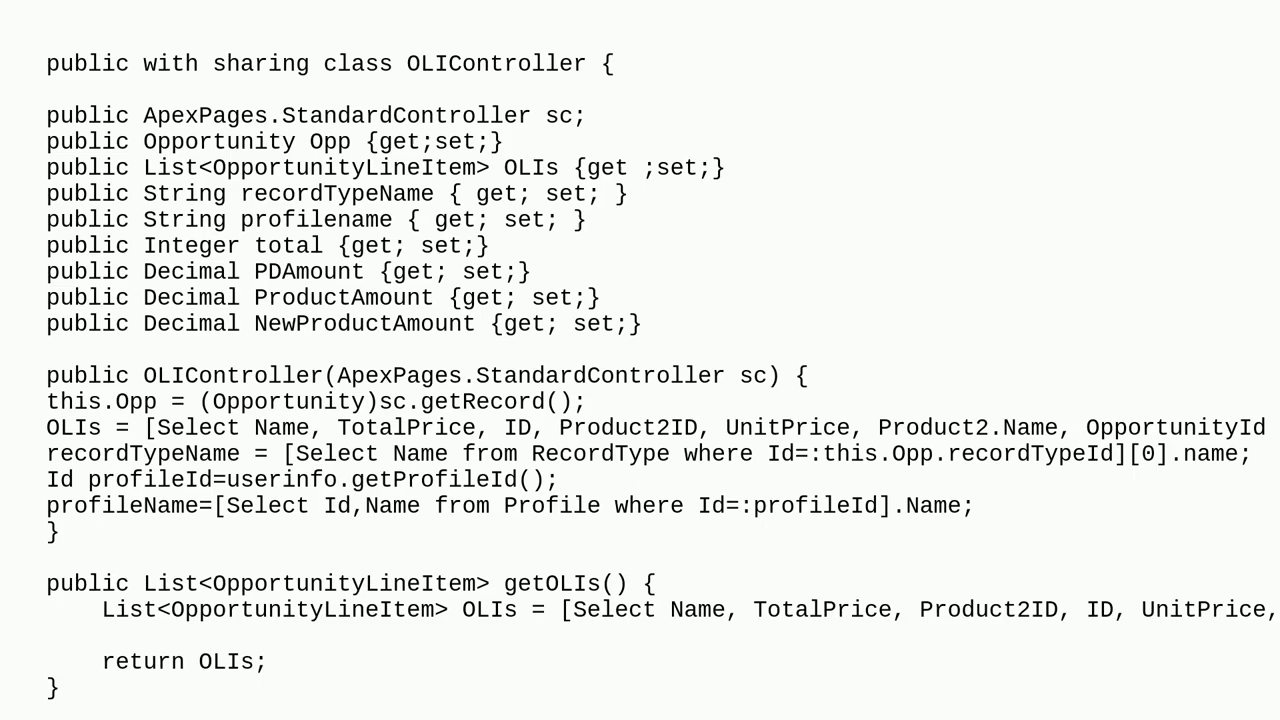 public with sharing class OLIController {
public ApexPages.StandardController sc;
public Opportunity Opp {get;set;}
public List<OpportunityLineItem> OLIs {get ;set;}
public String recordTypeName { get; set; }
public String profilename { get; set; }
public Integer total {get; set;}
public Decimal PDAmount {get; set;}
public Decimal ProductAmount {get; set;}
public Decimal NewProductAmount {get; set;}
public OLIController(ApexPages.StandardController sc) {
this.Opp = (Opportunity)sc.getRecord();
OLIs = [Select Name, TotalPrice, ID, Product2ID, UnitPrice, Product2.Name, OpportunityId
recordTypeName = [Select Name from RecordType where Id=:this.Opp.recordTypeId][0].name;
Id profileId=userinfo.getProfileId();
profileName=[Select Id,Name from Profile where Id=:profileId].Name;
}
public List<OpportunityLineItem> getOLIs() {
List<OpportunityLineItem> OLIs = [Select Name, TotalPrice, Product2ID, ID, UnitPrice,
return OLIs;
}